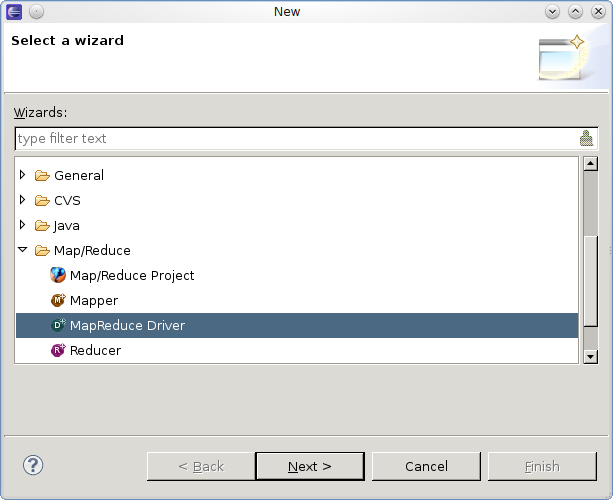 New
Select a wizard
Wizards:
type filter text
General
CVS
Java
Map/Reduce
Map/Reduce Project
M Mapper
D MapReduce Driver
R Reducer
? < Back Next > Cancel Finish